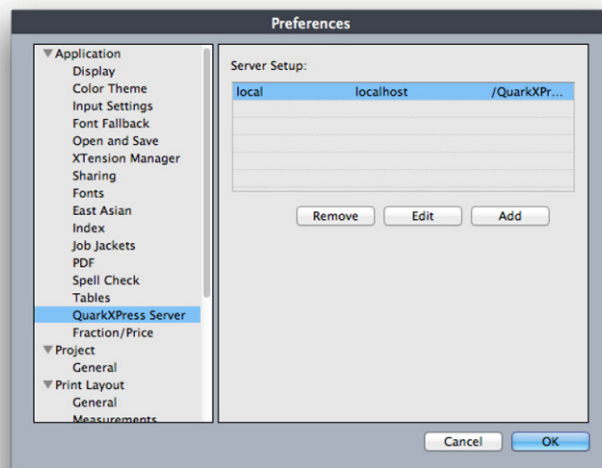 Preferences
Application
Display
Color Theme
Input Settings
Font Fallback
Open and Save
XTension Manager
Sharing
Fonts
East Asian
Index
Job Jackets
PDF
Spell Check
Tables
QuarkXPress Server
Fraction/Price
Project
General
Print Layout
General
Measurements
Server Setup:
local localhost /QuarkXPr...
Remove Edit Add
Cancel OK